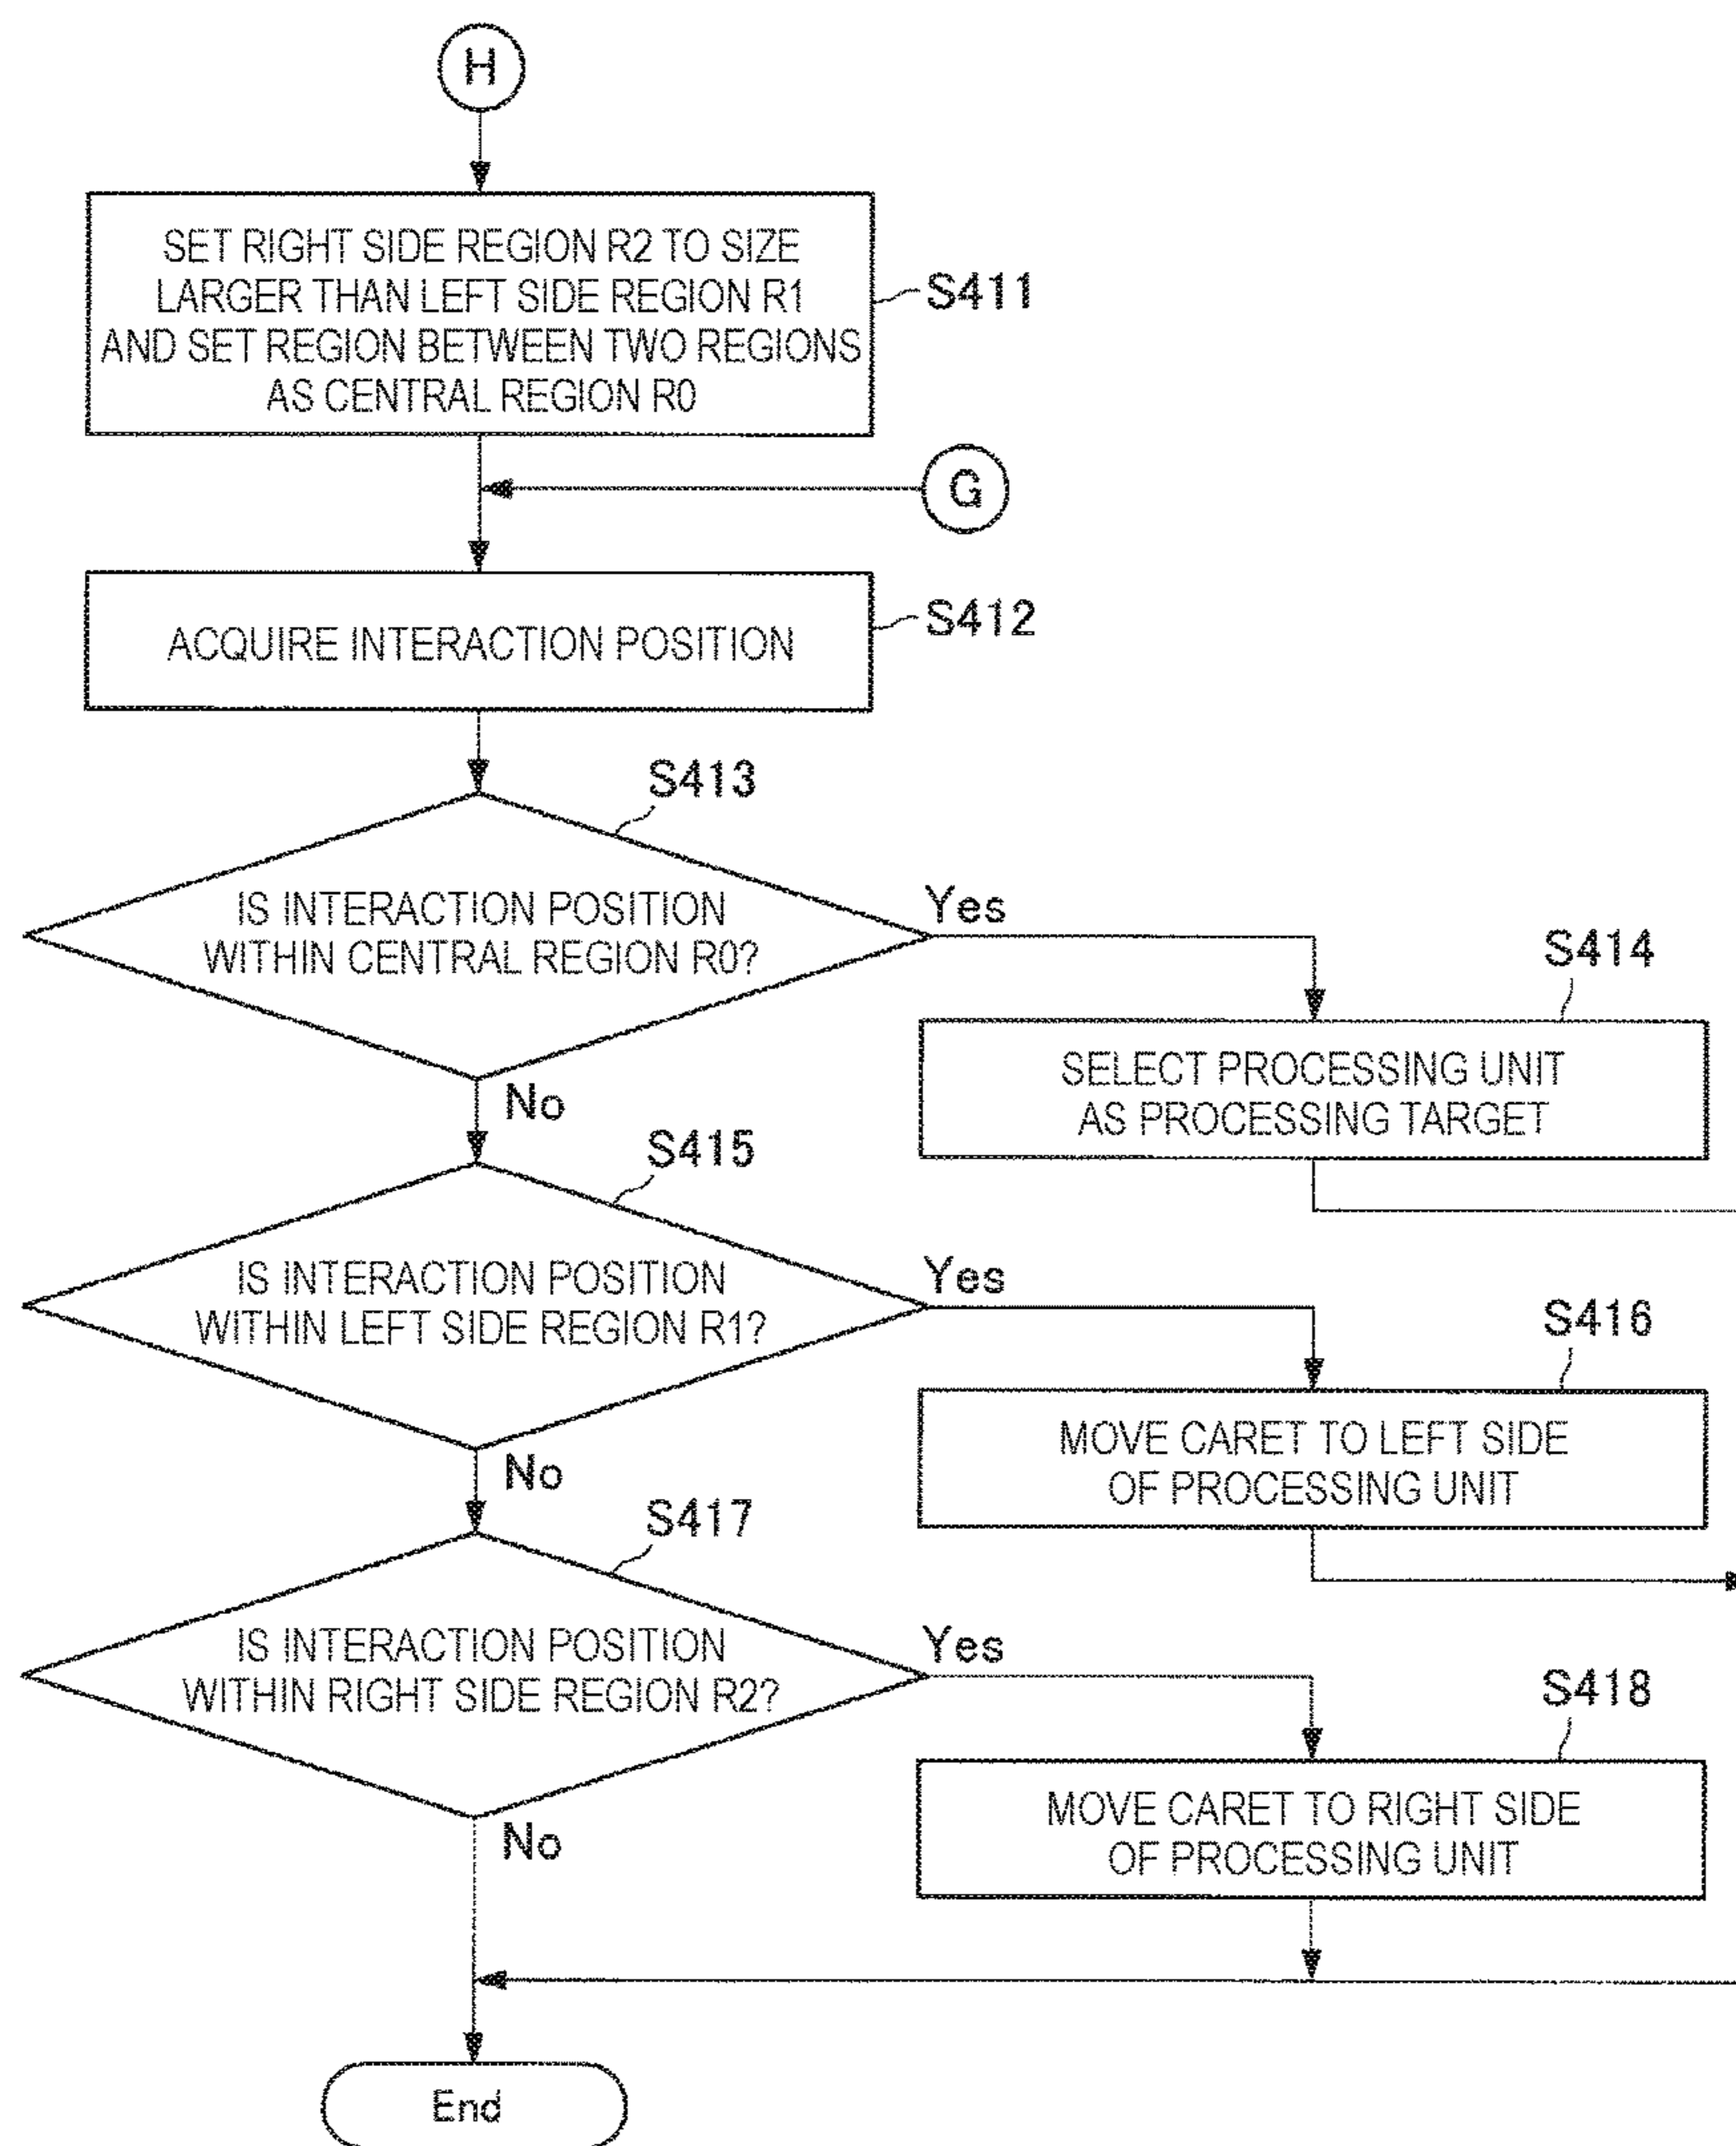 H
SET RIGHT SIDE REGION R2 TO SIZE
LARGER THAN LEFT SIDE REGION R1
AND SET REGION BETWEEN TWO REGIONS
AS CENTRAL REGION R0
S411
G
ACQUIRE INTERACTION POSITION
S412
S413
IS INTERACTION POSITION
WITHIN CENTRAL REGION R0?
Yes
No
S414
SELECT PROCESSING UNIT
AS PROCESSING TARGET
S415
IS INTERACTION POSITION
WITHIN LEFT SIDE REGION R1?
Yes
No
S416
MOVE CARET TO LEFT SIDE
OF PROCESSING UNIT
S417
IS INTERACTION POSITION
WITHIN RIGHT SIDE REGION R2?
Yes
No
S418
MOVE CARET TO RIGHT SIDE
OF PROCESSING UNIT
End